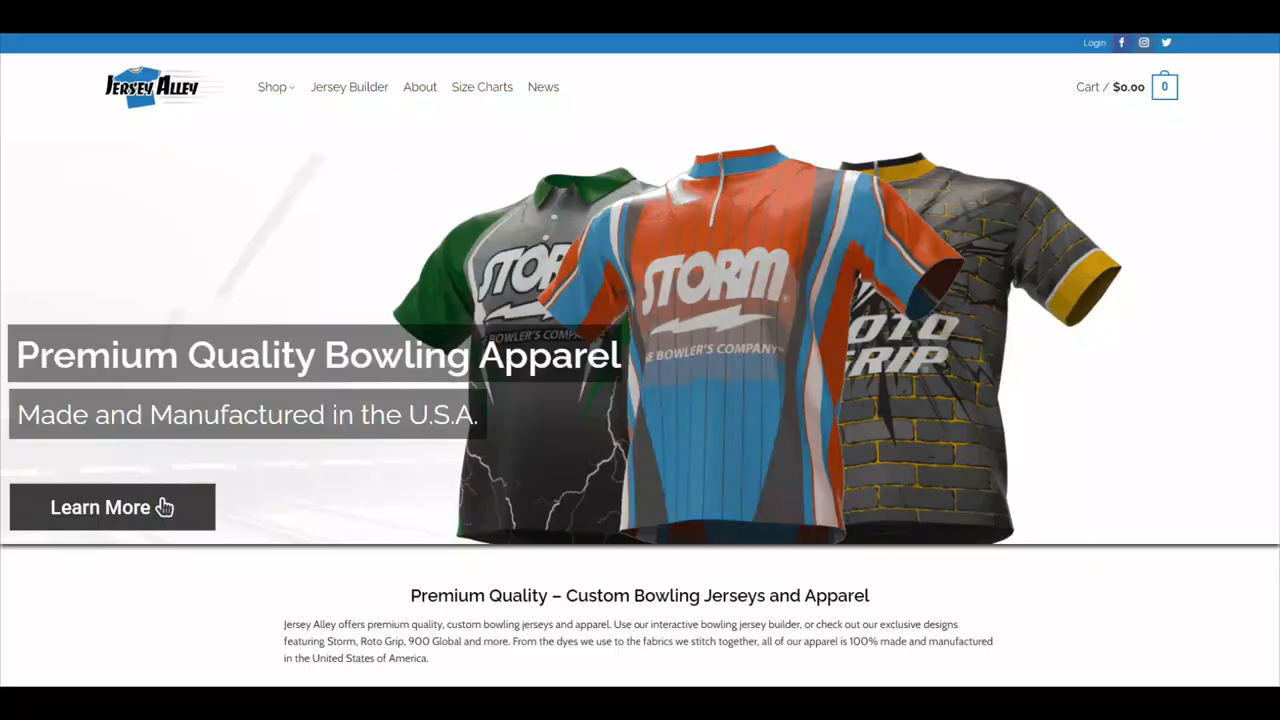 Login
JERSEY ALLEY
Shop
Jersey Builder
About
Size Charts
News
Cart / $0.00
0
STORM
BOWLER'S COMPANY
STORM
E BOWLER'S COMPANY
OTO
GRIP
Premium Quality Bowling Apparel
Made and Manufactured in the U.S.A.
Learn More
Premium Quality – Custom Bowling Jerseys and Apparel
Jersey Alley offers premium quality, custom bowling jerseys and apparel. Use our interactive bowling jersey builder, or check out our exclusive designs
featuring Storm, Roto Grip, 900 Global and more. From the dyes we use to the fabrics we stitch together, all of our apparel is 100% made and manufactured
in the United States of America.